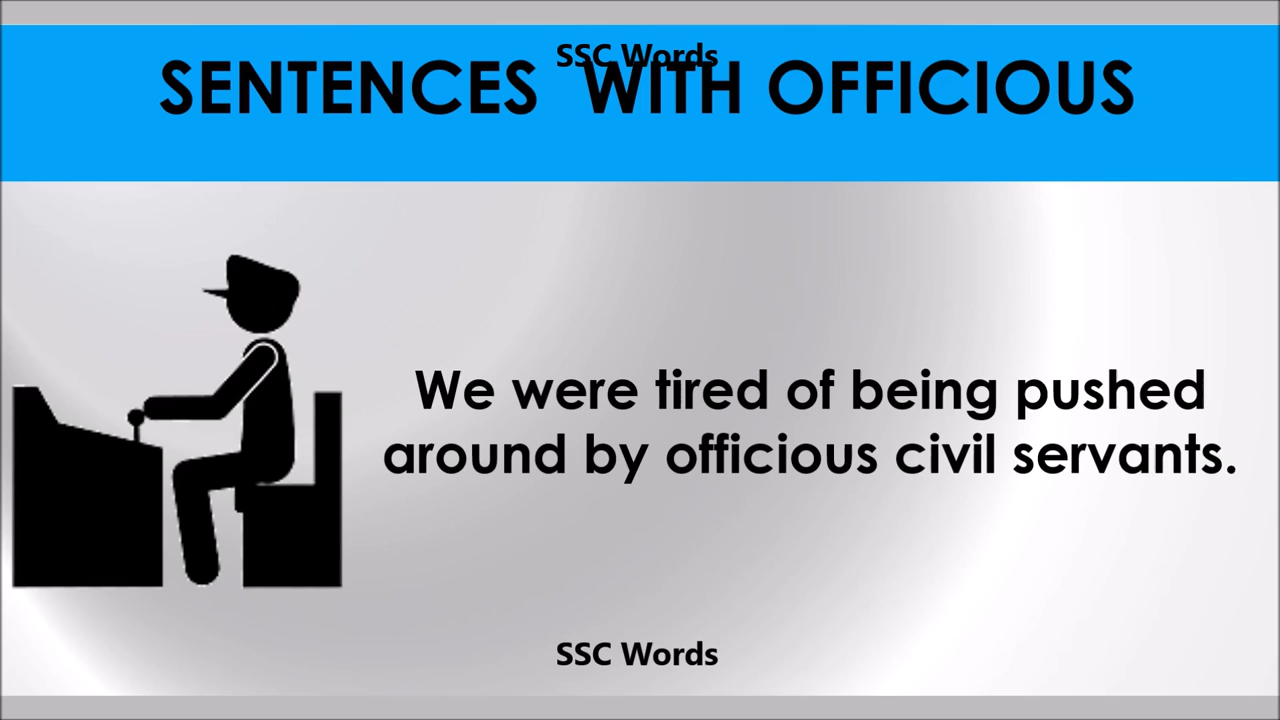 SSC Words
SENTENCES WITH OFFICIOUS
We were tired of being pushed
around by officious civil servants.
SSC Words